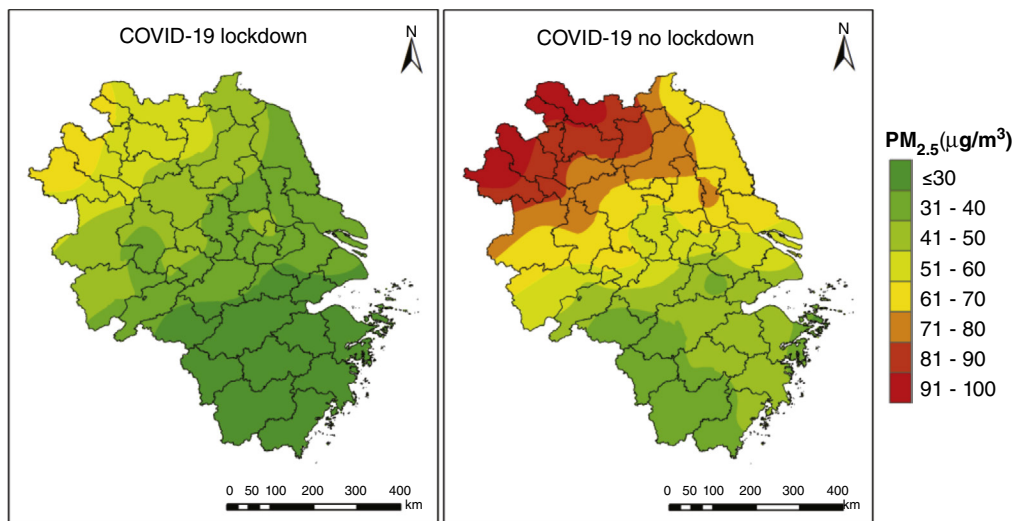 COVID-19 lockdown
N
0 50 100 200 300 400
km
COVID-19 no lockdown
N
0 50 100 200 300 400
km
PM2.5(μg/m³)
≤30
31 - 40
41 - 50
51 - 60
61 - 70
71 - 80
81 - 90
91 - 100